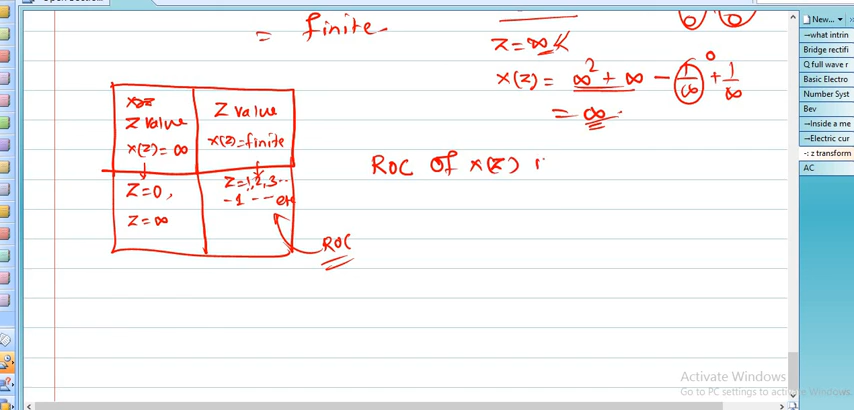 = finite
Z = ∞
X(Z) = ∞² + ∞ - 1/∞ 0 + 1/∞
= ∞
Z value
X(Z) = ∞
Z value
X(Z) = finite
Z=0,
Z=∞
Z=1,2,3--
-1 --- etc
ROC
ROC of X(Z) i
New...
what intrin
Bridge rectifi
Q full wave r
Basic Electro
Number Syst
Bev
Inside a me
Electric cur
-: z transform
AC
Activate Windows
Go to PC settings to activate Windows.